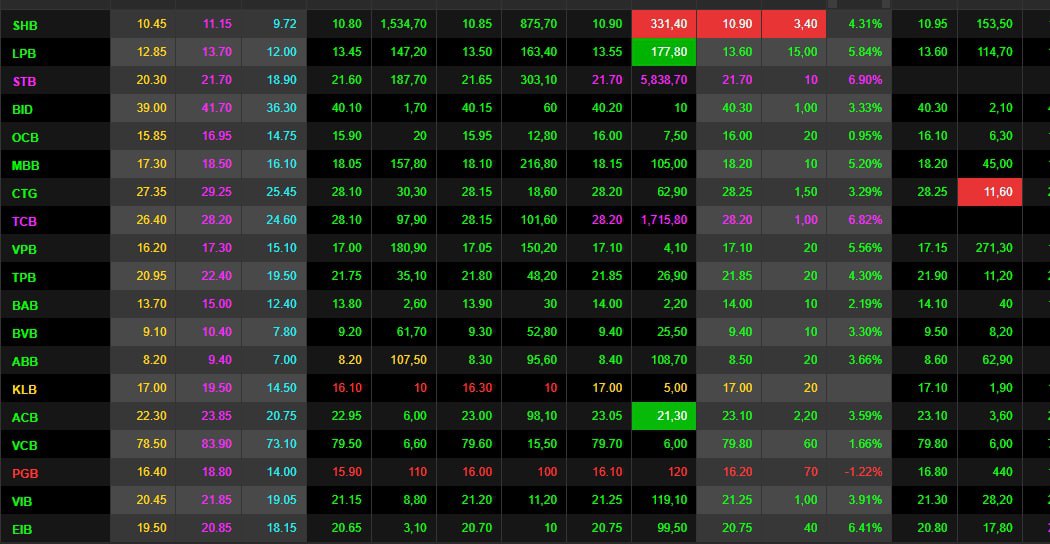 SHB 10.45 11.15 9.72 10.80 1,534,70 10.85 875,70 10.90 331,40 10.90 3,40 4.31% 10.95 153,50
LPB 12.85 13.70 12.00 13.45 147,20 13.50 163,40 13.55 177,80 13.60 15,00 5.84% 13.60 114,70
STB 20.30 21.70 18.90 21.60 187,70 21.65 303,10 21.70 5,838,70 21.70 10 6.90%
BID 39.00 41.70 36.30 40.10 1,70 40.15 60 40.20 10 40.30 1,00 3.33% 40.30 2,10
OCB 15.85 16.95 14.75 15.90 20 15.95 12,80 16.00 7,50 16.00 20 0.95% 16.10 6,30
MBB 17.30 18.50 16.10 18.05 157,80 18.10 216,80 18.15 105,00 18.20 10 5.20% 18.20 45,00
CTG 27.35 29.25 25.45 28.10 30,30 28.15 18,60 28.20 62,90 28.25 1,50 3.29% 28.25 11,60
TCB 26.40 28.20 24.60 28.10 97,90 28.15 101,60 28.20 1,715,80 28.20 1,00 6.82%
VPB 16.20 17.30 15.10 17.00 180,90 17.05 150,20 17.10 4,10 17.10 20 5.56% 17.15 271,30
TPB 20.95 22.40 19.50 21.75 35,10 21.80 48,20 21.85 26,90 21.85 20 4.30% 21.90 11,20
BAB 13.70 15.00 12.40 13.80 2,60 13.90 30 14.00 2,20 14.00 10 2.19% 14.10 40
BVB 9.10 10.40 7.80 9.20 61,70 9.30 52,80 9.40 25,50 9.40 10 3.30% 9.50 8,20
ABB 8.20 9.40 7.00 8.20 107,50 8.30 95,60 8.40 108,70 8.50 20 3.66% 8.60 62,90
KLB 17.00 19.50 14.50 16.10 10 16.30 10 17.00 5,00 17.00 20 17.10 1,90
ACB 22.30 23.85 20.75 22.95 6,00 23.00 98,10 23.05 21,30 23.10 2,20 3.59% 23.10 3,60
VCB 78.50 83.90 73.10 79.50 6,60 79.60 15,50 79.70 6,00 79.80 60 1.66% 79.80 6,00
PGB 16.40 18.80 14.00 15.90 110 16.00 100 16.10 120 16.20 70 -1.22% 16.80 440
VIB 20.45 21.85 19.05 21.15 8,80 21.20 11,20 21.25 119,10 21.25 1,00 3.91% 21.30 28,20
EIB 19.50 20.85 18.15 20.65 3,10 20.70 10 20.75 99,50 20.75 40 6.41% 20.80 17,80